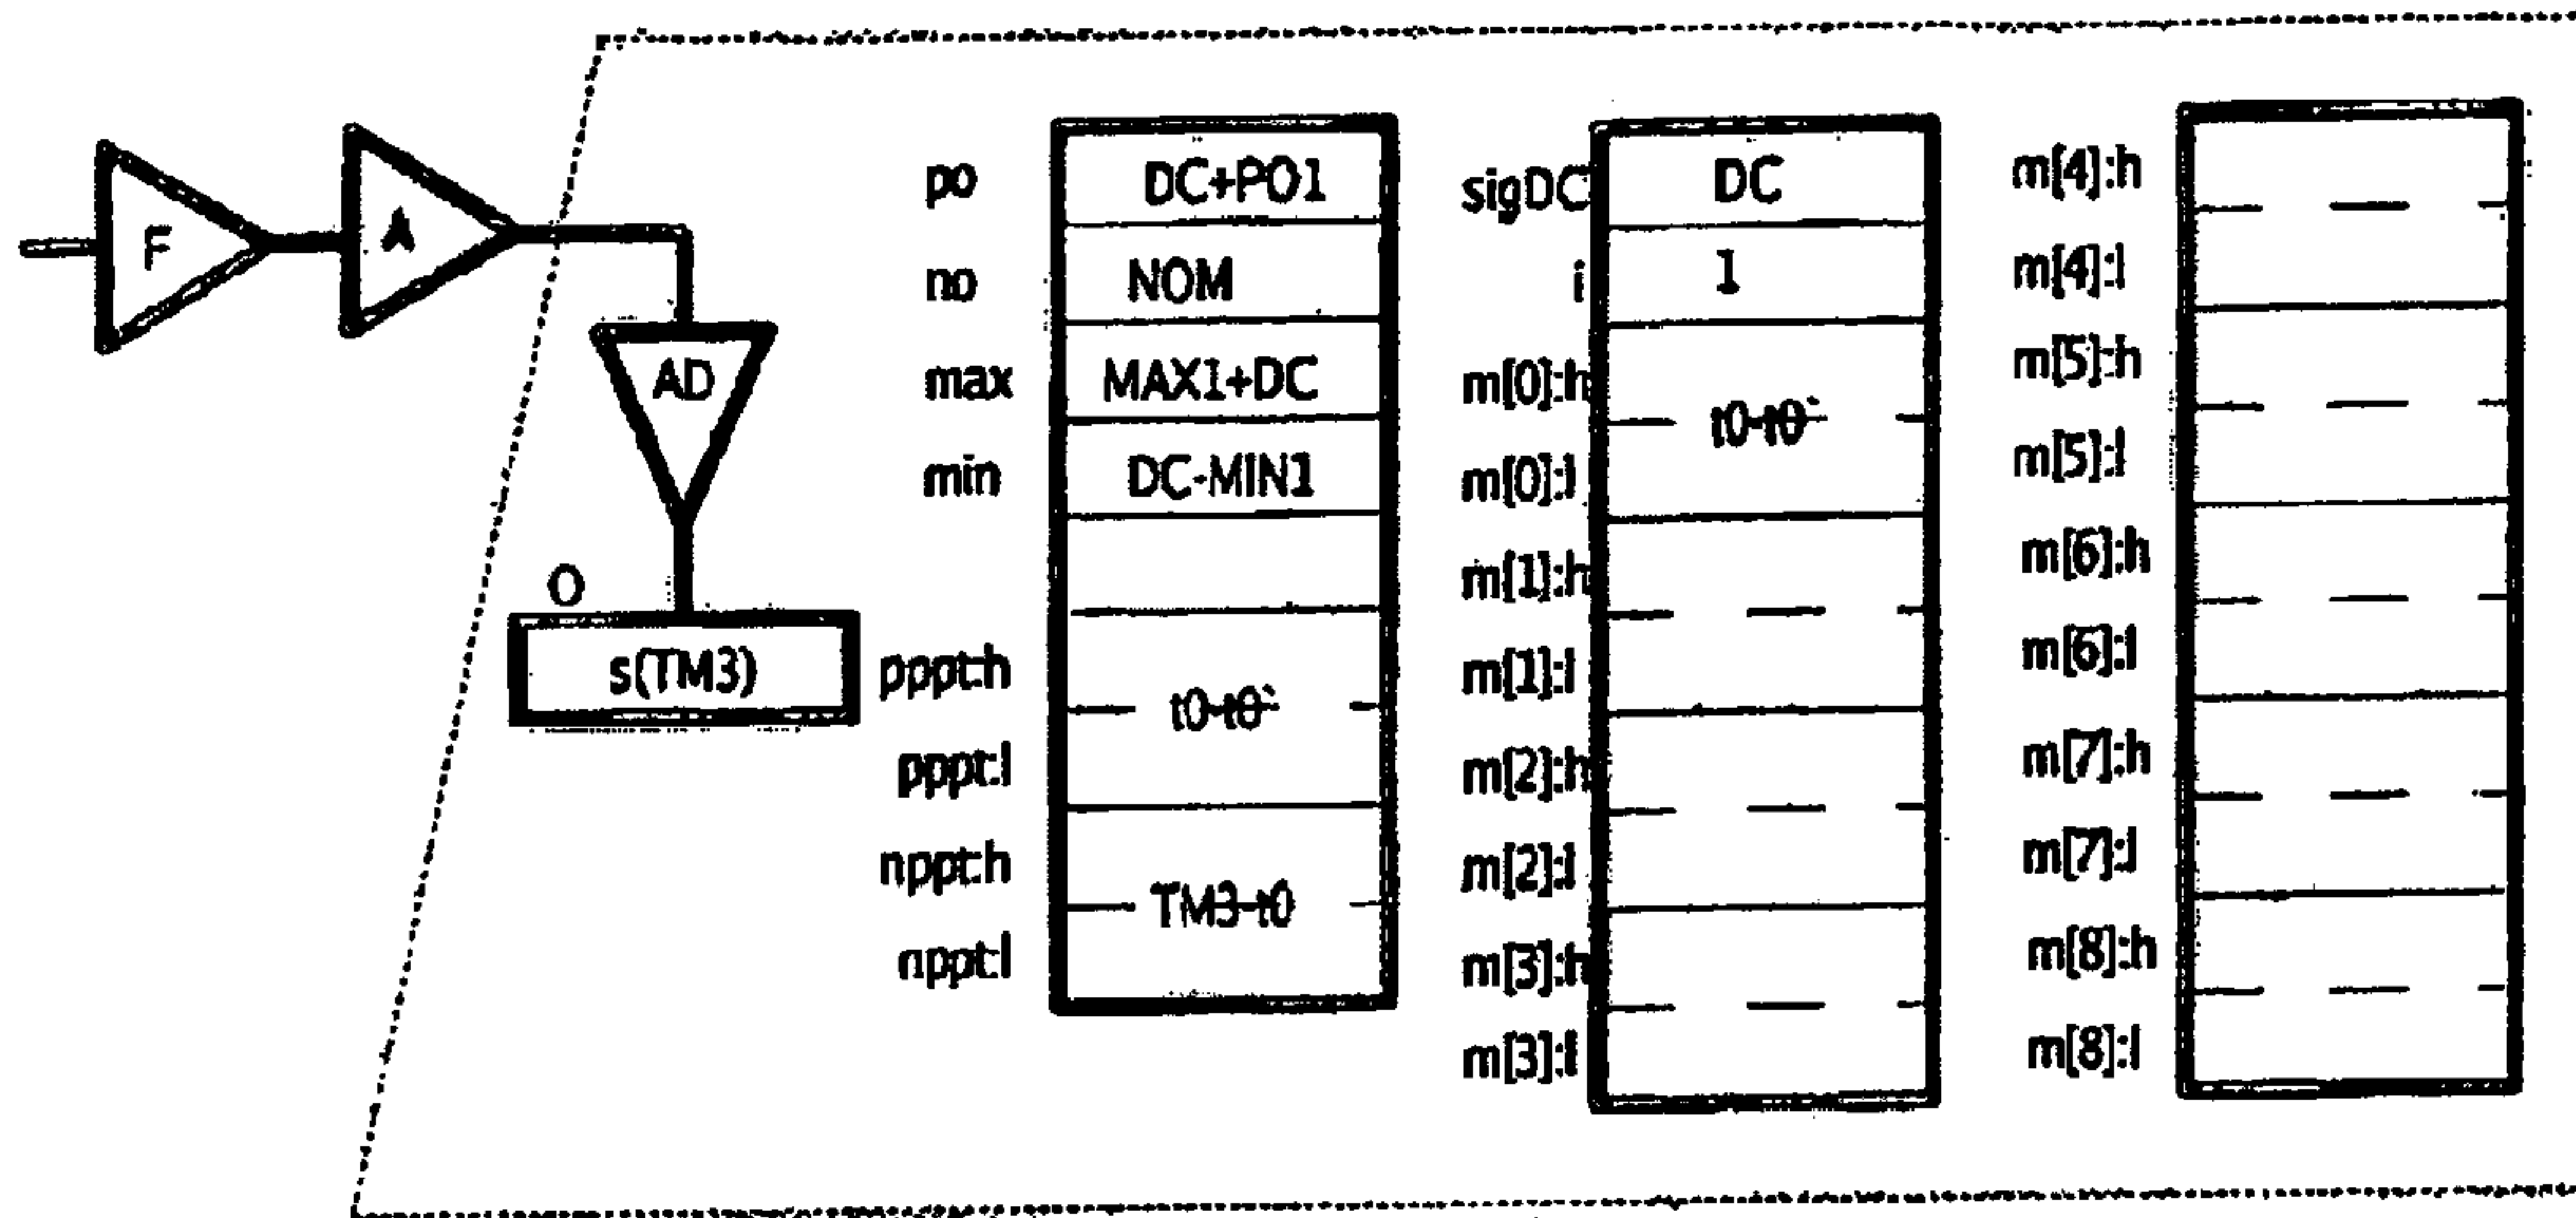 F
A
AD
O
s(TM3)
po DC+PO1
no NOM
max MAX1+DC
min DC-MIN1
pppt:h
t0-t0`
pppt:l
nppt:h
TM3-t0
nppt:l
sigDC DC
i 1
m[0]:h
t0-t0`
m[0]:l
m[1]:h
m[1]:l
m[2]:h
m[2]:l
m[3]:h
m[3]:l
m[4]:h
m[4]:l
m[5]:h
m[5]:l
m[6]:h
m[6]:l
m[7]:h
m[7]:l
m[8]:h
m[8]:l